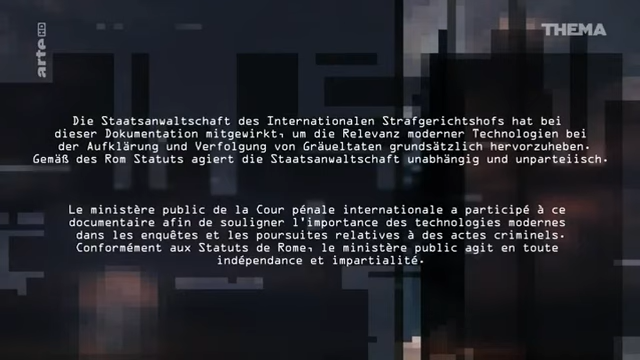 arte HD
THEMA
Die Staatsanwaltschaft des Internationalen Strafgerichtshofs hat bei
dieser Dokumentation mitgewirkt, um die Relevanz moderner Technologien bei
der Aufklärung und Verfolgung von Gräueltaten grundsätzlich hervorzuheben.
Gemäß des Rom Statuts agiert die Staatsanwaltschaft unabhängig und unparteiisch.
Le ministère public de la Cour pénale internationale a participé à ce
documentaire afin de souligner l'importance des technologies modernes
dans les enquêtes et les poursuites relatives à des actes criminels.
Conformément aux Statuts de Rome, le ministère public agit en toute
indépendance et impartialité.